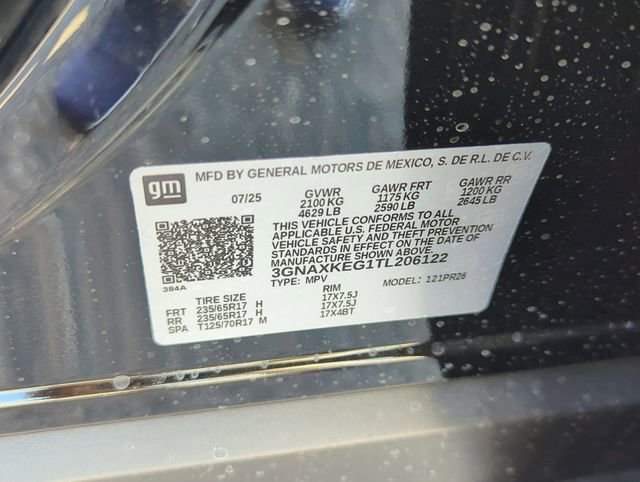 gm
MFD BY GENERAL MOTORS DE MEXICO, S. DE R.L. DE C.V.
07/25 GVWR GAWR FRT GAWR RR
2100 KG 1175 KG 1200 KG
4629 LB 2590 LB 2645 LB
THIS VEHICLE CONFORMS TO ALL
APPLICABLE U.S. FEDERAL MOTOR
VEHICLE SAFETY AND THEFT PREVENTION
STANDARDS IN EFFECT ON THE DATE OF
MANUFACTURE SHOWN ABOVE.
3GNAXKEG1TL206122
384A TYPE: MPV MODEL: 121PR26
TIRE SIZE RIM
FRT 235/65R17 H 17X7.5J
RR 235/65R17 H 17X7.5J
SPA T125/70R17 M 17X4BT